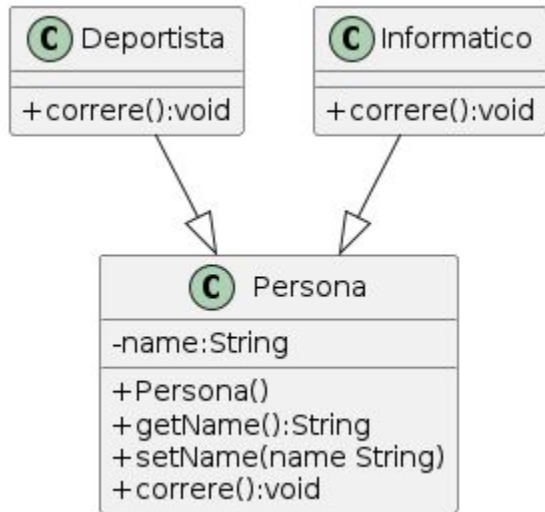 C Deportista
+correre():void
C Informatico
+correre():void
C Persona
-name:String
+Persona()
+getName():String
+setName(name String)
+correre():void